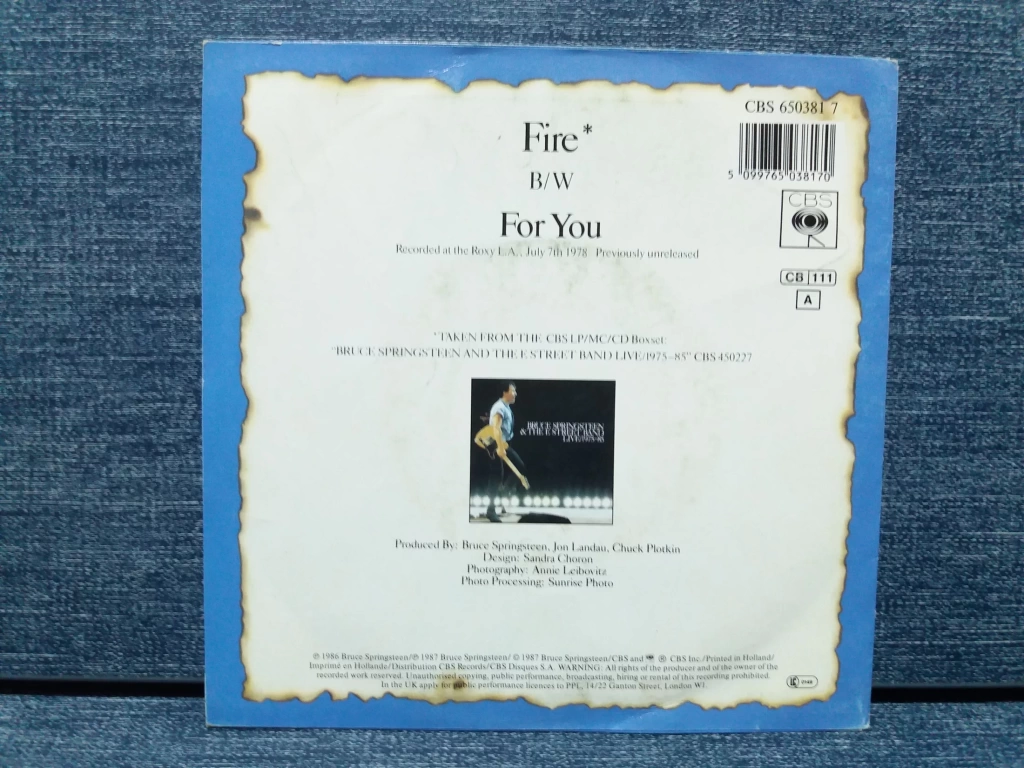 CBS 650381 7
Fire*
B/W
For You
Recorded at the Roxy L.A., July 7th 1978 Previously unreleased
5 099765 038170
CBS
CB 111
A
*TAKEN FROM THE CBS LP/MC/CD Boxset:
"BRUCE SPRINGSTEEN AND THE E STREET BAND LIVE/1975–85" CBS 450227
BRUCE SPRINGSTEEN
& THE E STREET BAND
LIVE/1975-85
Produced By: Bruce Springsteen, Jon Landau, Chuck Plotkin
Design: Sandra Choron
Photography: Annie Leibovitz
Photo Processing: Sunrise Photo
℗ 1986 Bruce Springsteen/℗ 1987 Bruce Springsteen/ © 1987 Bruce Springsteen/CBS and ® CBS Inc./Printed in Holland/
Imprimé en Hollande/Distribution CBS Records/CBS Disques S.A. WARNING: All rights of the producer and of the owner of the
recorded work reserved. Unauthorised copying, public performance, broadcasting, hiring or rental of this recording prohibited.
In the UK apply for public performance licences to PPL, 14/22 Ganton Street, London W1.